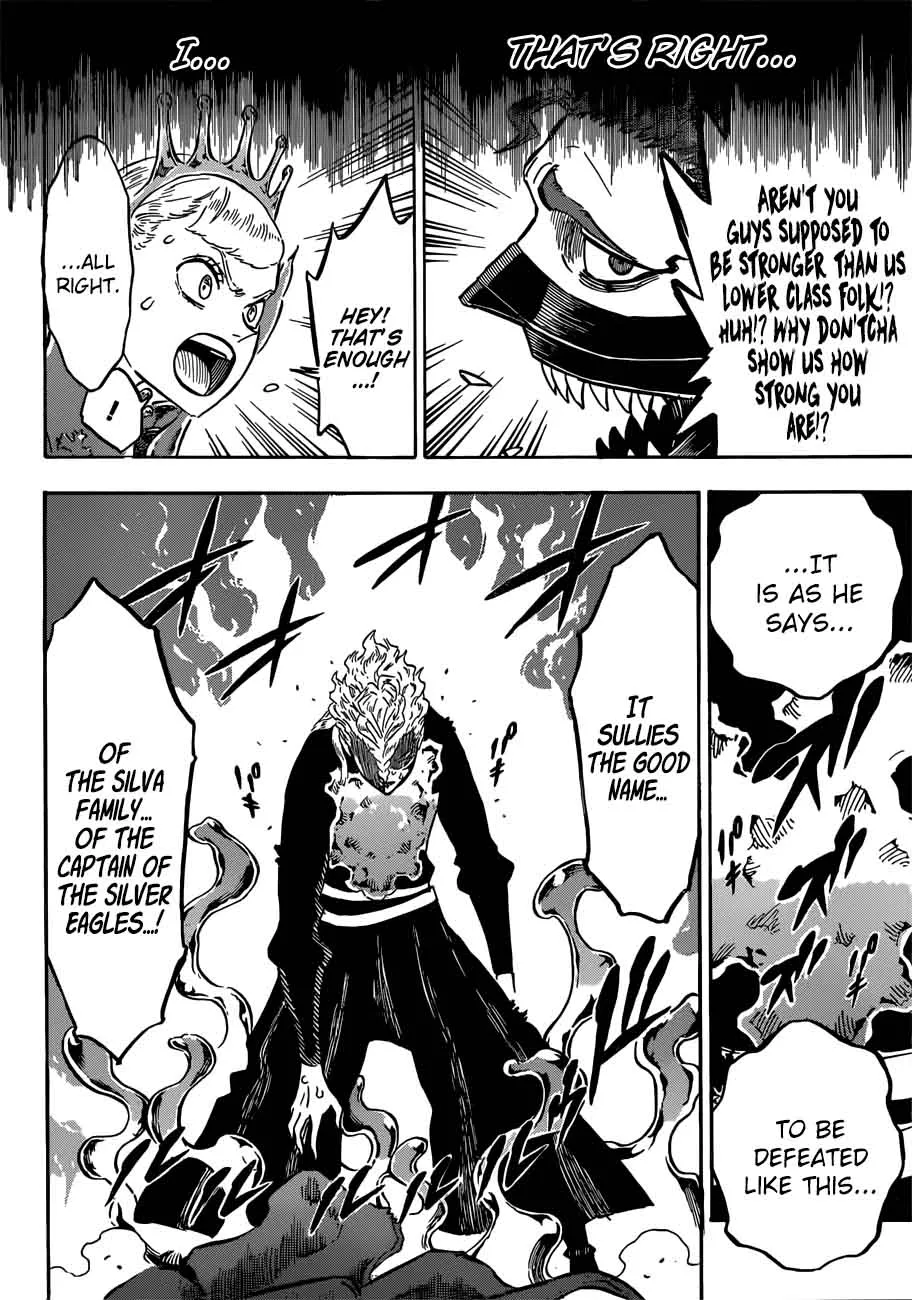 THAT'S RIGHT...
AREN'T YOU
GUYS SUPPOSED TO
BE STRONGER THAN US
LOWER CLASS FOLK!?
HUH!? WHY DON'TCHA
SHOW US HOW
STRONG YOU
ARE!?
I...
HEY!
THAT'S
ENOUGH
...!
...ALL
RIGHT.
!
...IT
IS AS HE
SAYS...
TO BE
DEFEATED
LIKE THIS...
IT
SULLIES
THE GOOD
NAME...
OF
THE SILVA
FAMILY...
OF THE
CAPTAIN OF
THE SILVER
EAGLES...!